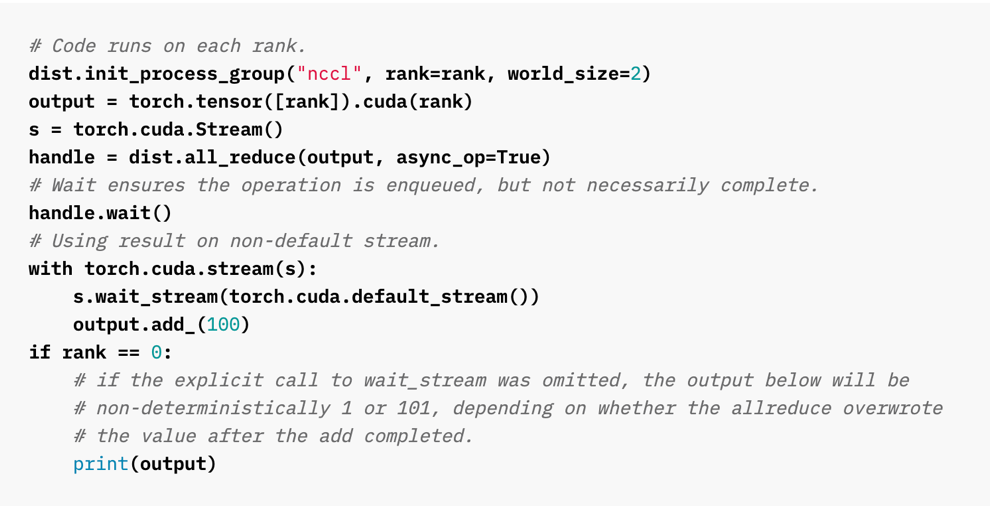 # Code runs on each rank.
dist.init_process_group("nccl", rank=rank, world_size=2)
output = torch.tensor([rank]).cuda(rank)
s = torch.cuda.Stream()
handle = dist.all_reduce(output, async_op=True)
# Wait ensures the operation is enqueued, but not necessarily complete.
handle.wait()
# Using result on non-default stream.
with torch.cuda.stream(s):
    s.wait_stream(torch.cuda.default_stream())
    output.add_(100)
if rank == 0:
    # if the explicit call to wait_stream was omitted, the output below will be
    # non-deterministically 1 or 101, depending on whether the allreduce overwrote
    # the value after the add completed.
    print(output)